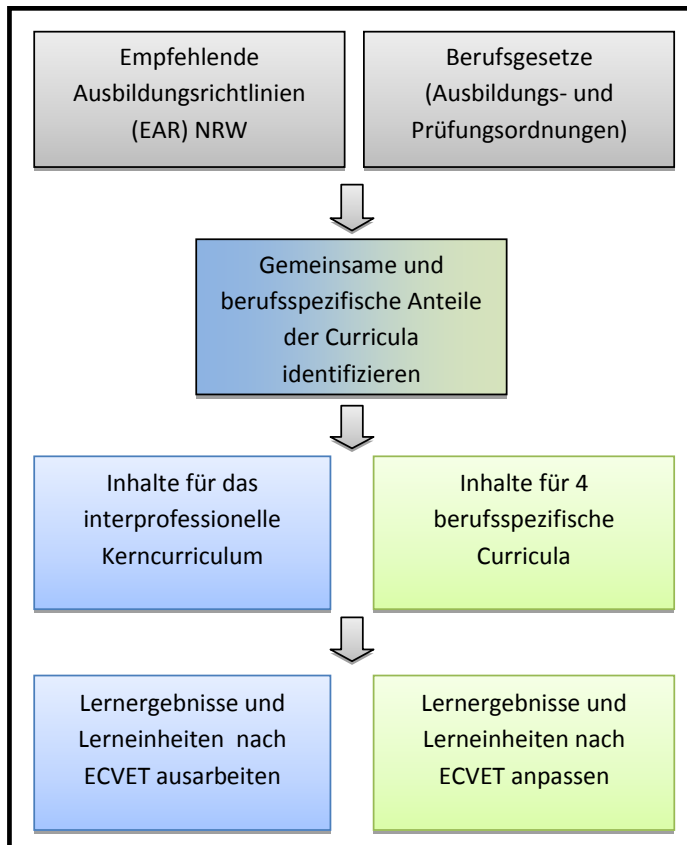 Empfehlende
Ausbildungsrichtlinien
(EAR) NRW
Berufsgesetze
(Ausbildungs- und
Prüfungsordnungen)
Gemeinsame und
berufsspezifische Anteile
der Curricula
identifizieren
Inhalte für das
interprofessionelle
Kerncurriculum
Inhalte für 4
berufsspezifische
Curricula
Lernergebnisse und
Lerneinheiten nach
ECVET ausarbeiten
Lernergebnisse und
Lerneinheiten nach
ECVET anpassen